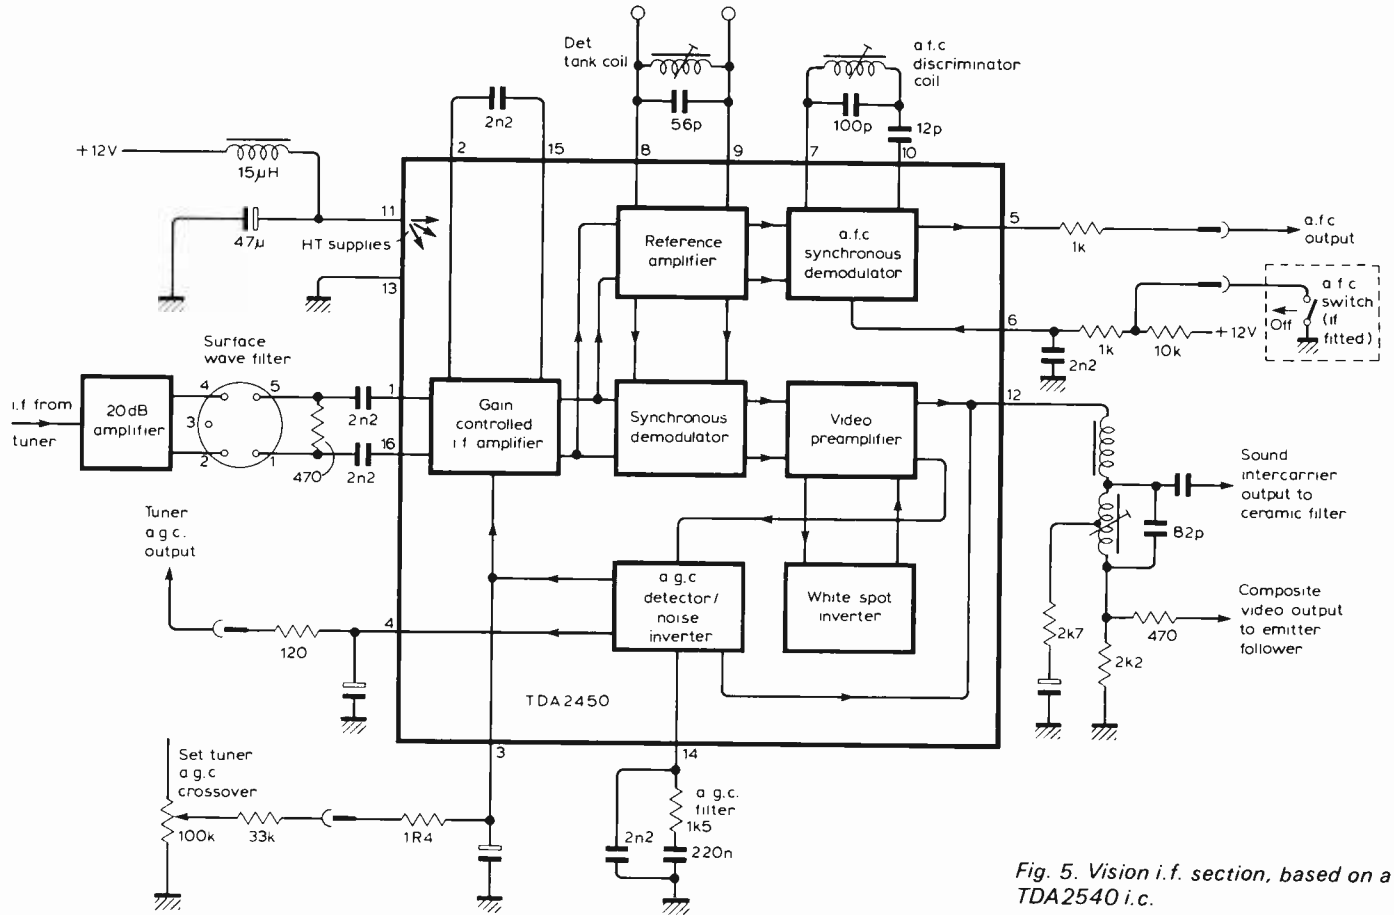 Det
tank coil
a.f.c
discriminator
coil
2n2
56p
100p
12p
+12V
15µH
2
15
8
9
7
10
11
47µ
HT supplies
13
Reference
amplifier
a.f.c
synchronous
demodulator
5
1k
a.f.c
output
6
2n2
1k
10k
+12V
Off
a f c
switch
(if
fitted)
Surface
wave filter
i.f from
tuner
20dB
amplifier
4
3
2
5
1
470
2n2
2n2
1
16
Gain
controlled
i f amplifier
Synchronous
demodulator
Video
preamplifier
12
Sound
intercarrier
output to
ceramic filter
82p
Tuner
a g c.
output
4
120
a g c
detector/
noise
inverter
White spot
inverter
2k7
470
2k2
Composite
video output
to emitter
follower
TDA2450
3
14
Set tuner
a g c
crossover
100k
33k
1R4
a g.c.
filter
1k5
2n2
220n
Fig. 5. Vision i.f. section, based on a
TDA2540 i.c.